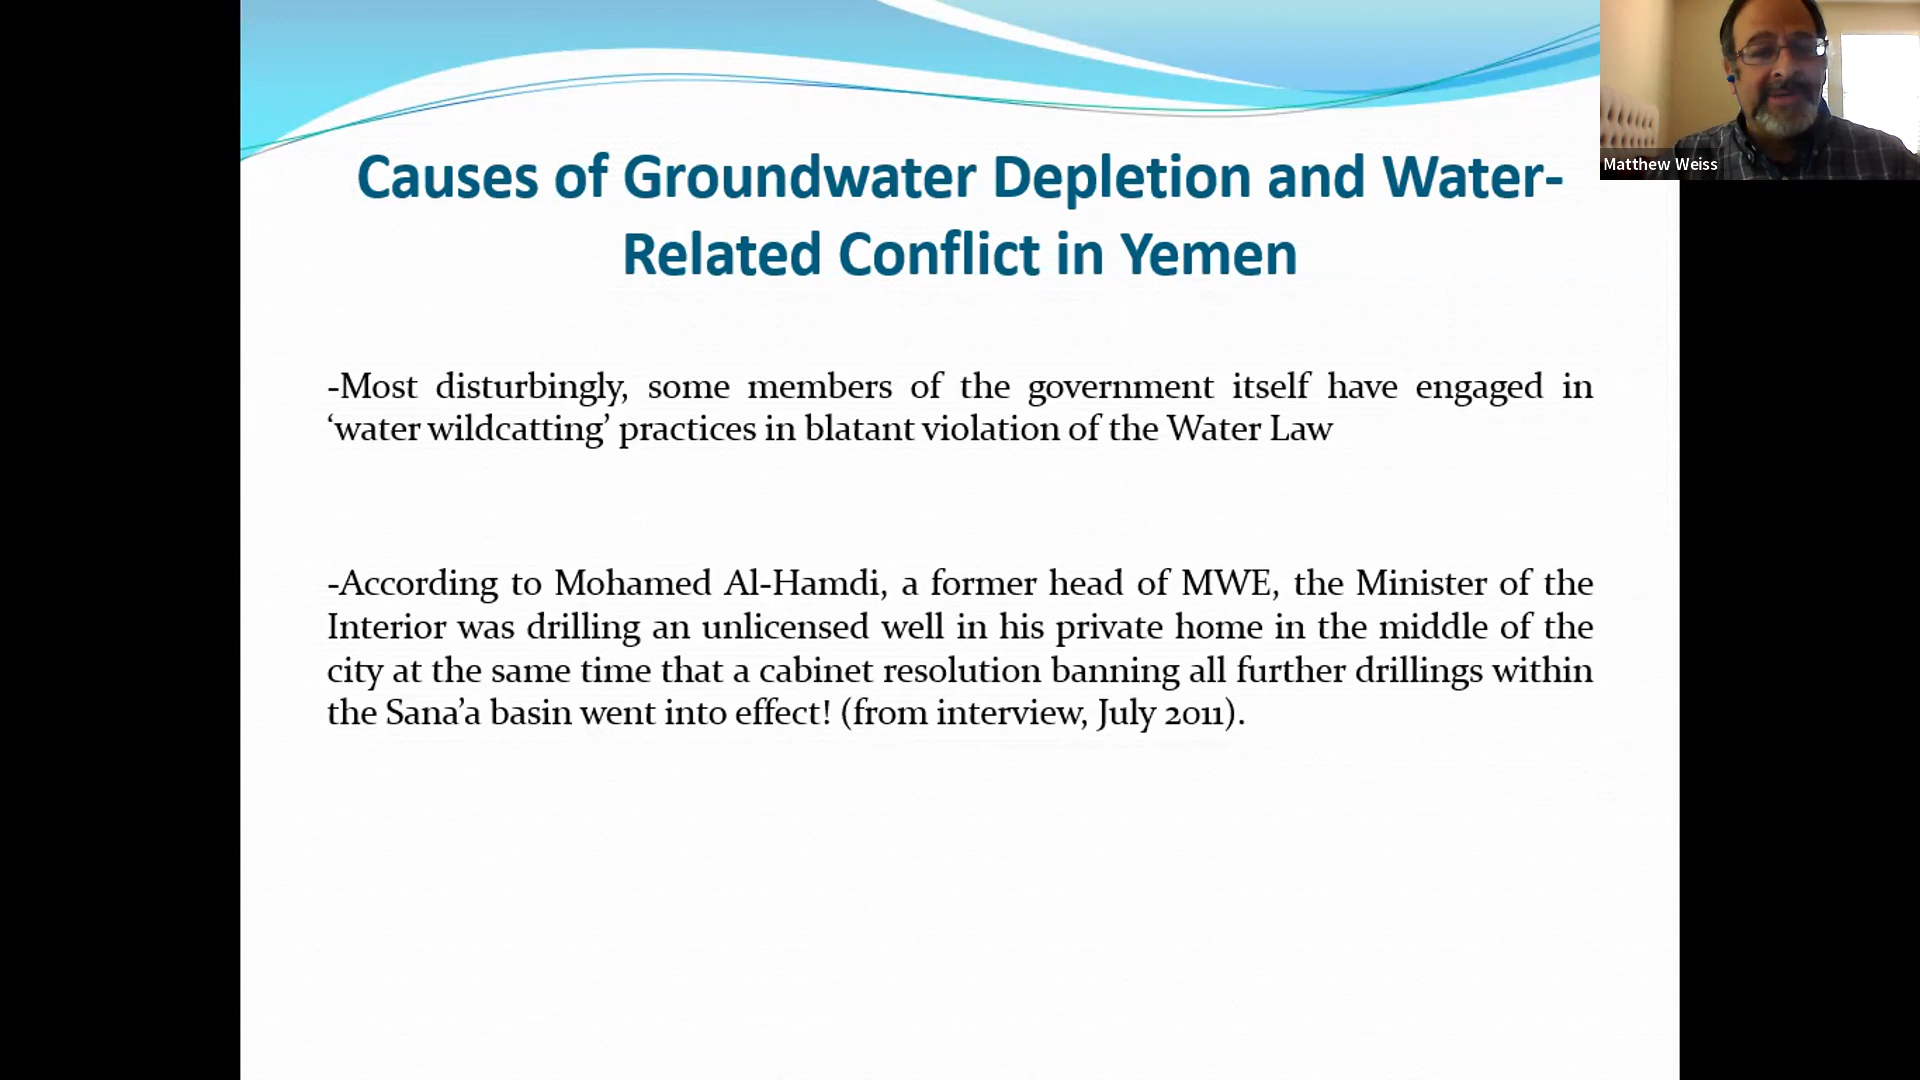 Causes of Groundwater Depletion and Water-
Related Conflict in Yemen
-Most disturbingly, some members of the government itself have engaged in
‘water wildcatting’ practices in blatant violation of the Water Law
-According to Mohamed Al-Hamdi, a former head of MWE, the Minister of the
Interior was drilling an unlicensed well in his private home in the middle of the
city at the same time that a cabinet resolution banning all further drillings within
the Sana’a basin went into effect! (from interview, July 2011).
Matthew Weiss